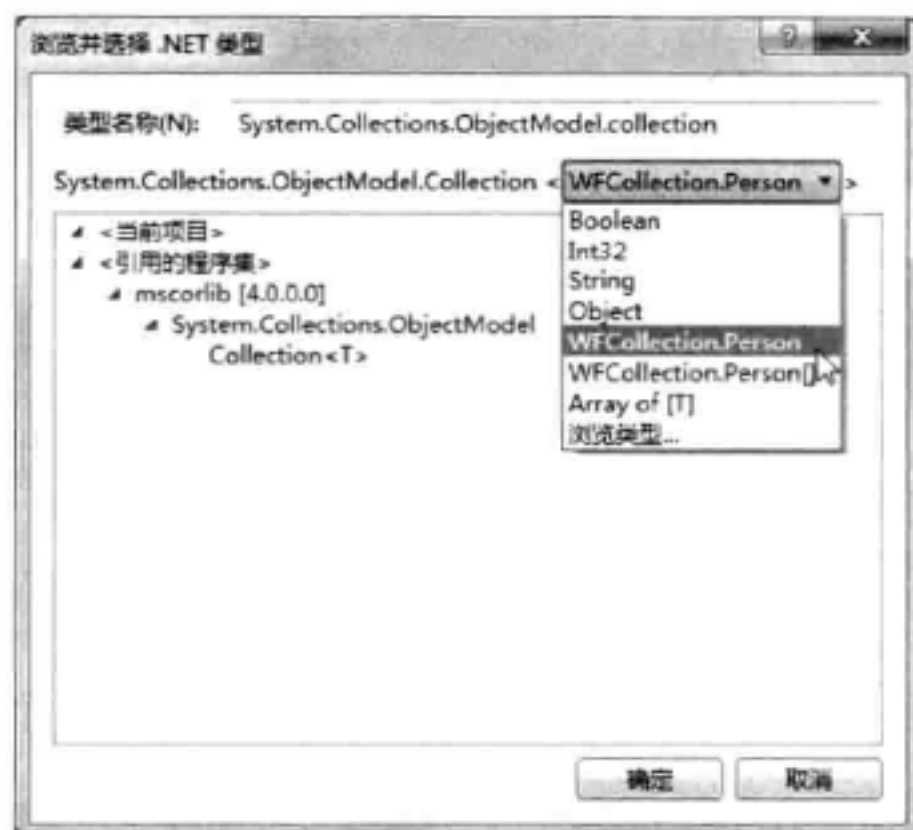 浏览并选择 .NET 类型
类型名称(N): System.Collections.ObjectModel.collection
System.Collections.ObjectModel.Collection < WFCollection.Person >
Boolean
Int32
String
Object
WFCollection.Person
WFCollection.Person[]
Array of [T]
浏览类型...
<当前项目>
<引用的程序集>
mscorlib [4.0.0.0]
System.Collections.ObjectModel
Collection<T>
确定 取消